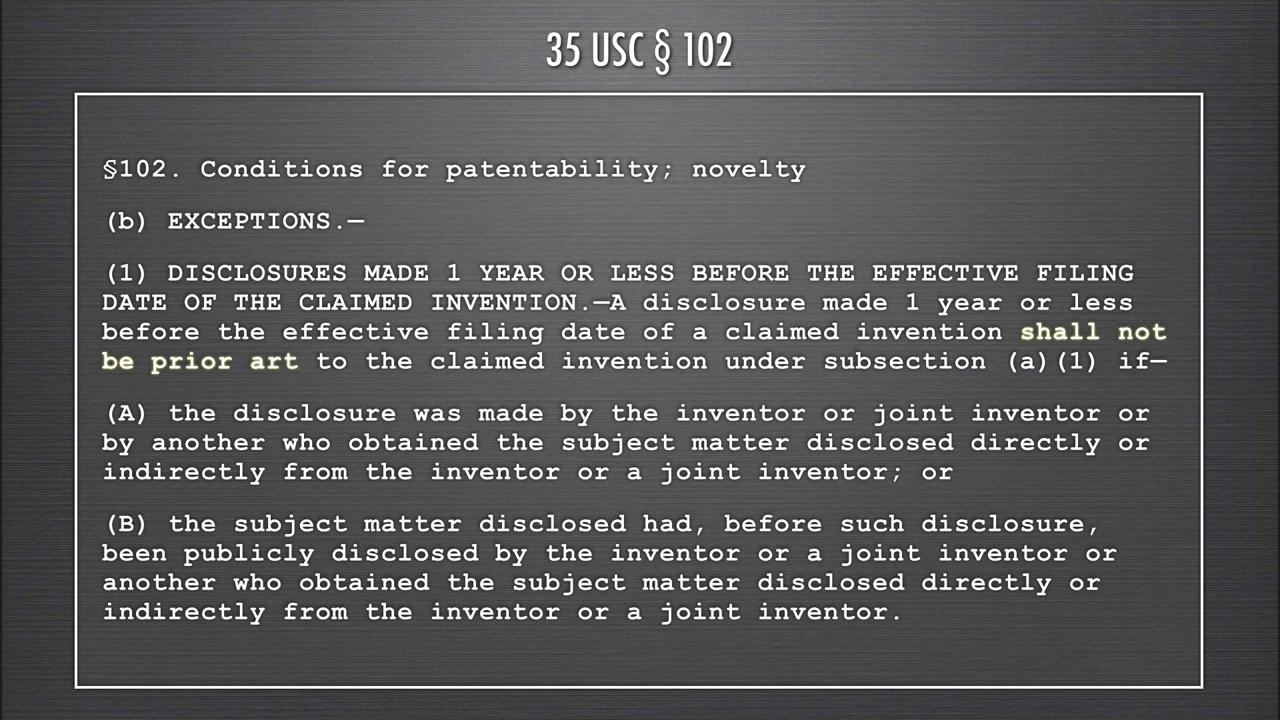 35 USC § 102
§102. Conditions for patentability; novelty
(b) EXCEPTIONS.—
(1) DISCLOSURES MADE 1 YEAR OR LESS BEFORE THE EFFECTIVE FILING
DATE OF THE CLAIMED INVENTION.—A disclosure made 1 year or less
before the effective filing date of a claimed invention shall not
be prior art to the claimed invention under subsection (a)(1) if—
(A) the disclosure was made by the inventor or joint inventor or
by another who obtained the subject matter disclosed directly or
indirectly from the inventor or a joint inventor; or
(B) the subject matter disclosed had, before such disclosure,
been publicly disclosed by the inventor or a joint inventor or
another who obtained the subject matter disclosed directly or
indirectly from the inventor or a joint inventor.